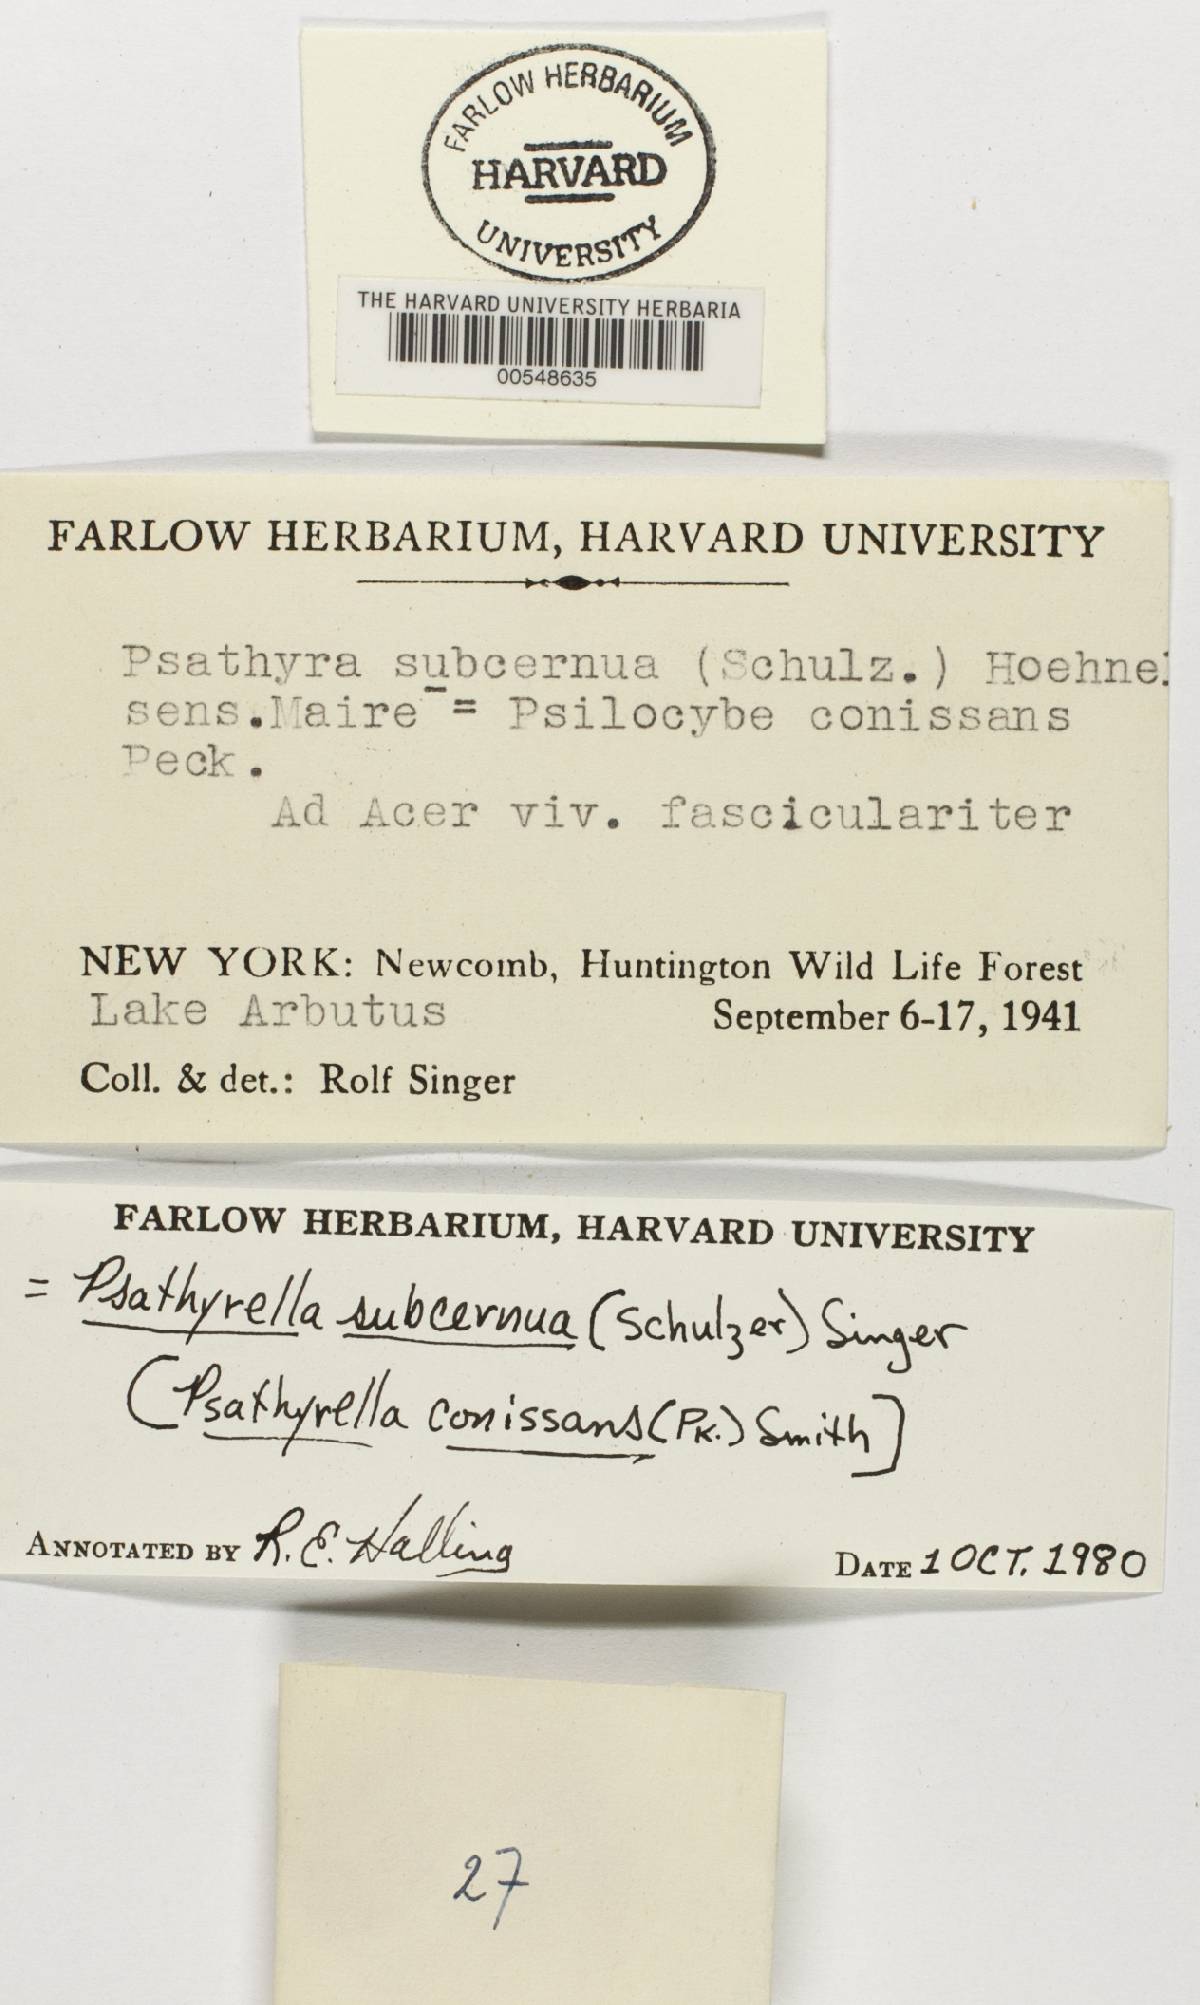 FARLOW HERBARIUM
HARVARD
UNIVERSITY
THE HARVARD UNIVERSITY HERBARIA
00548635
FARLOW HERBARIUM, HARVARD UNIVERSITY
Psathyra subcernua (Schulz.) Hoehnel
sens.Maire = Psilocybe conissans
Peck.
Ad Acer viv. fasciculariter
NEW YORK: Newcomb, Huntington Wild Life Forest
Lake Arbutus September 6-17, 1941
Coll. & det.: Rolf Singer
FARLOW HERBARIUM, HARVARD UNIVERSITY
= Psathyrella subcernua (Schulzer) Singer
(Psathyrella conissans (Pk.) Smith]
ANNOTATED BY R. E. Halling DATE 1 OCT. 1980
27